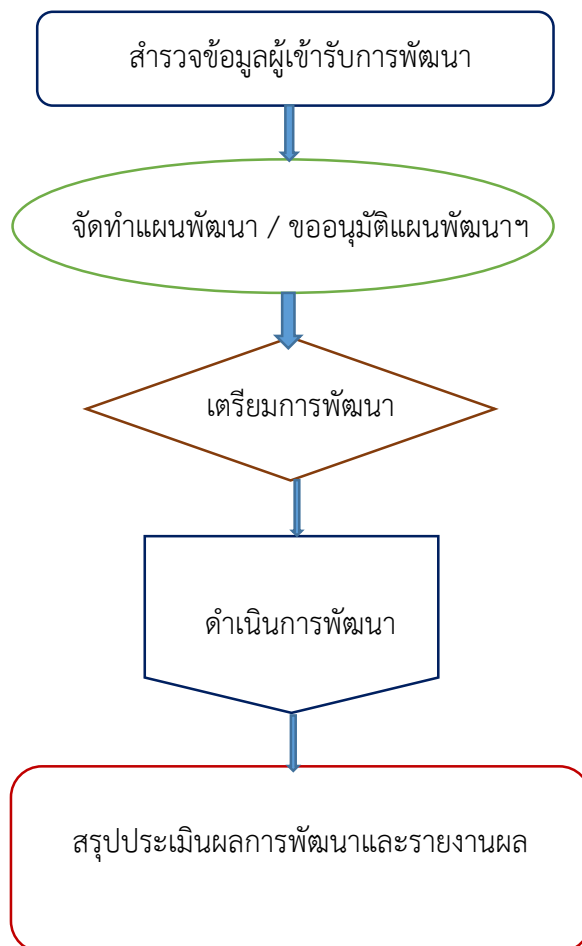 สำรวจข้อมูลผู้เข้ารับการพัฒนา
จัดทำแผนพัฒนา / ขออนุมัติแผนพัฒนาฯ
เตรียมการพัฒนา
ดำเนินการพัฒนา
สรุปประเมินผลการพัฒนาและรายงานผล